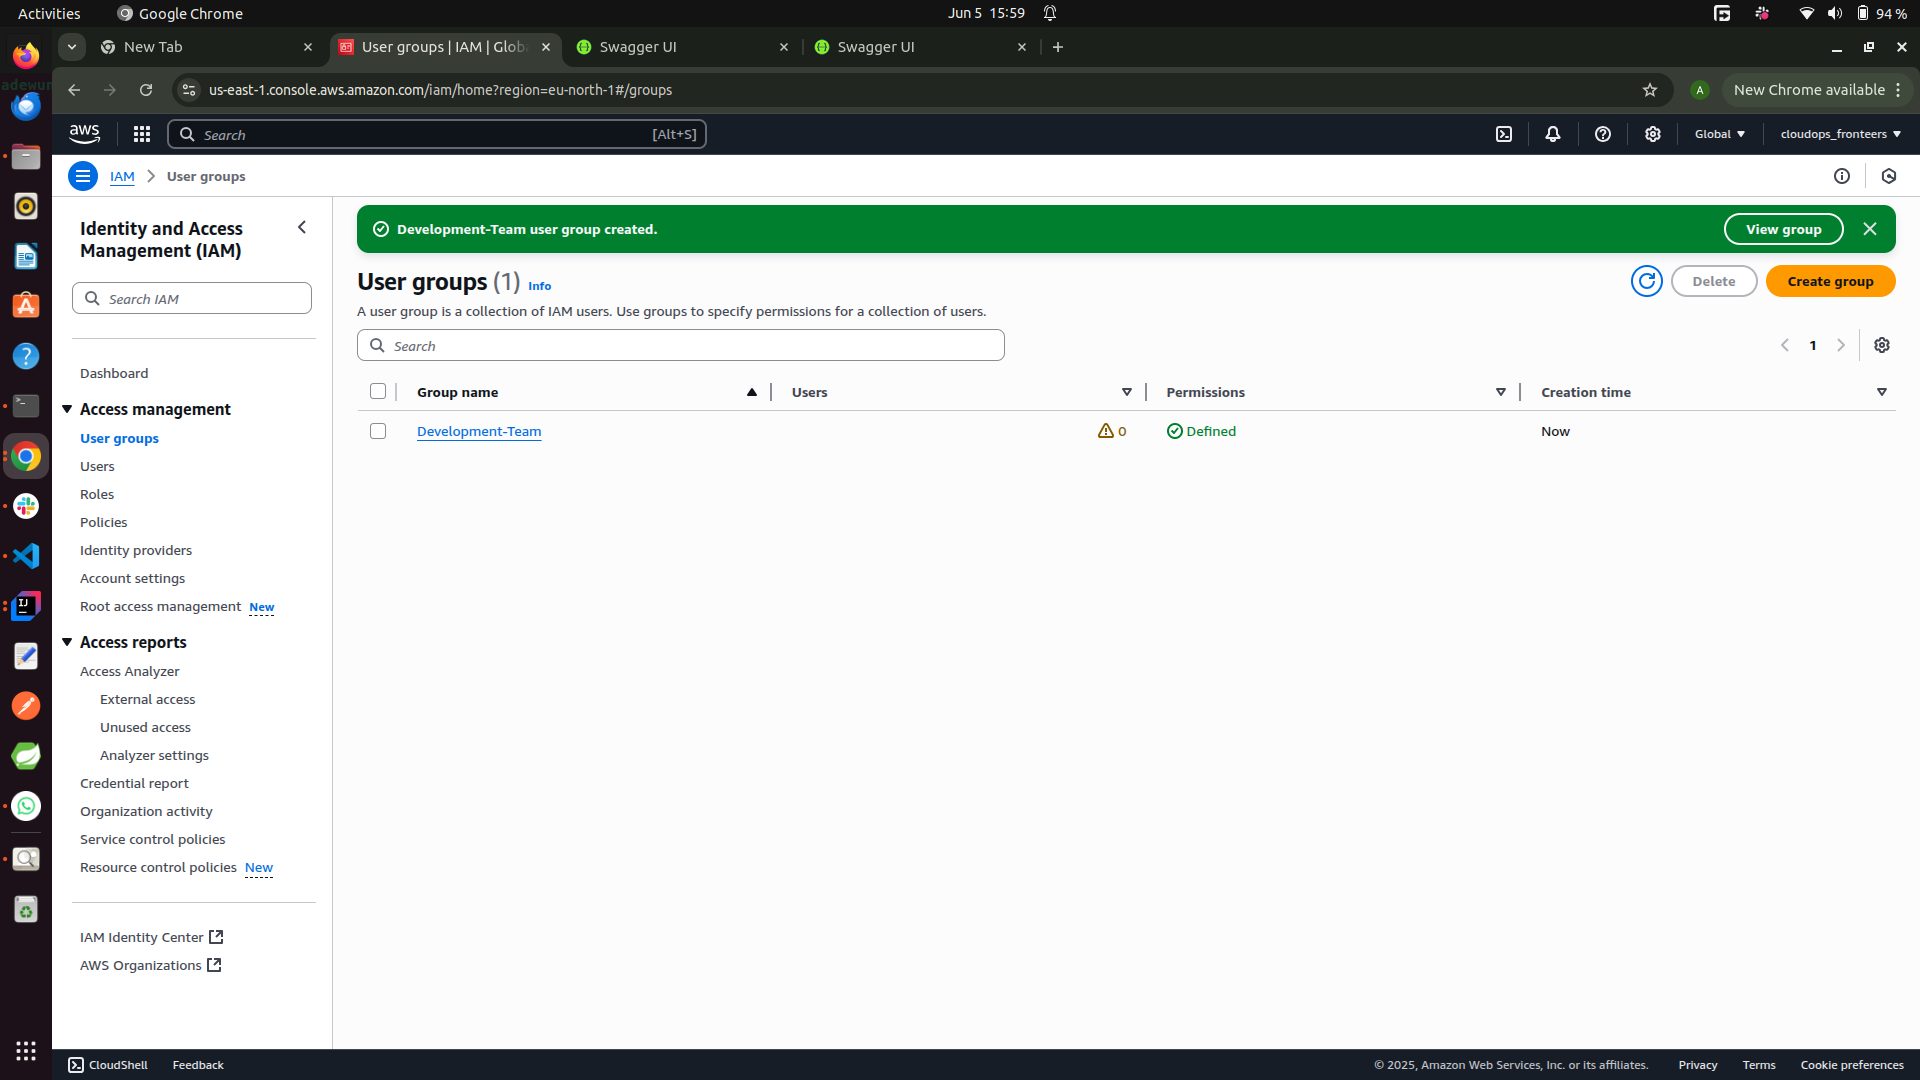 Activities
Google Chrome
Jun 5 15:59
94 %
New Tab
User groups | IAM | Glob
Swagger UI
Swagger UI
us-east-1.console.aws.amazon.com/iam/home?region=eu-north-1#/groups
A
New Chrome available
aws
Search
[Alt+S]
Global
cloudops_fronteers
IAM
User groups
Identity and Access
Management (IAM)
Search IAM
Dashboard
Access management
User groups
Users
Roles
Policies
Identity providers
Account settings
Root access management New
Access reports
Access Analyzer
External access
Unused access
Analyzer settings
Credential report
Organization activity
Service control policies
Resource control policies New
IAM Identity Center
AWS Organizations
Development-Team user group created.
View group
User groups (1) Info
Delete
Create group
A user group is a collection of IAM users. Use groups to specify permissions for a collection of users.
Search
1
Group name
Users
Permissions
Creation time
Development-Team
0
Defined
Now
CloudShell
Feedback
© 2025, Amazon Web Services, Inc. or its affiliates.
Privacy
Terms
Cookie preferences